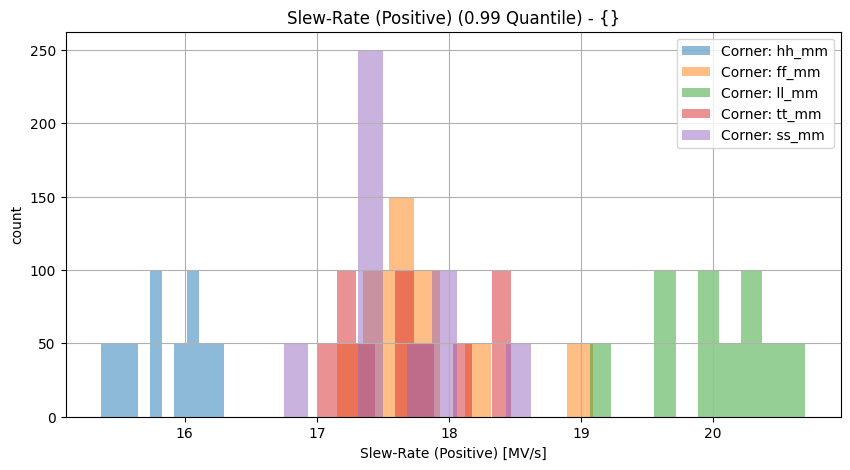 Slew-Rate (Positive) (0.99 Quantile) - {}
250
200
150
100
50
0
count
Corner: hh_mm
Corner: ff_mm
Corner: ll_mm
Corner: tt_mm
Corner: ss_mm
16
17
18
19
20
Slew-Rate (Positive) [MV/s]